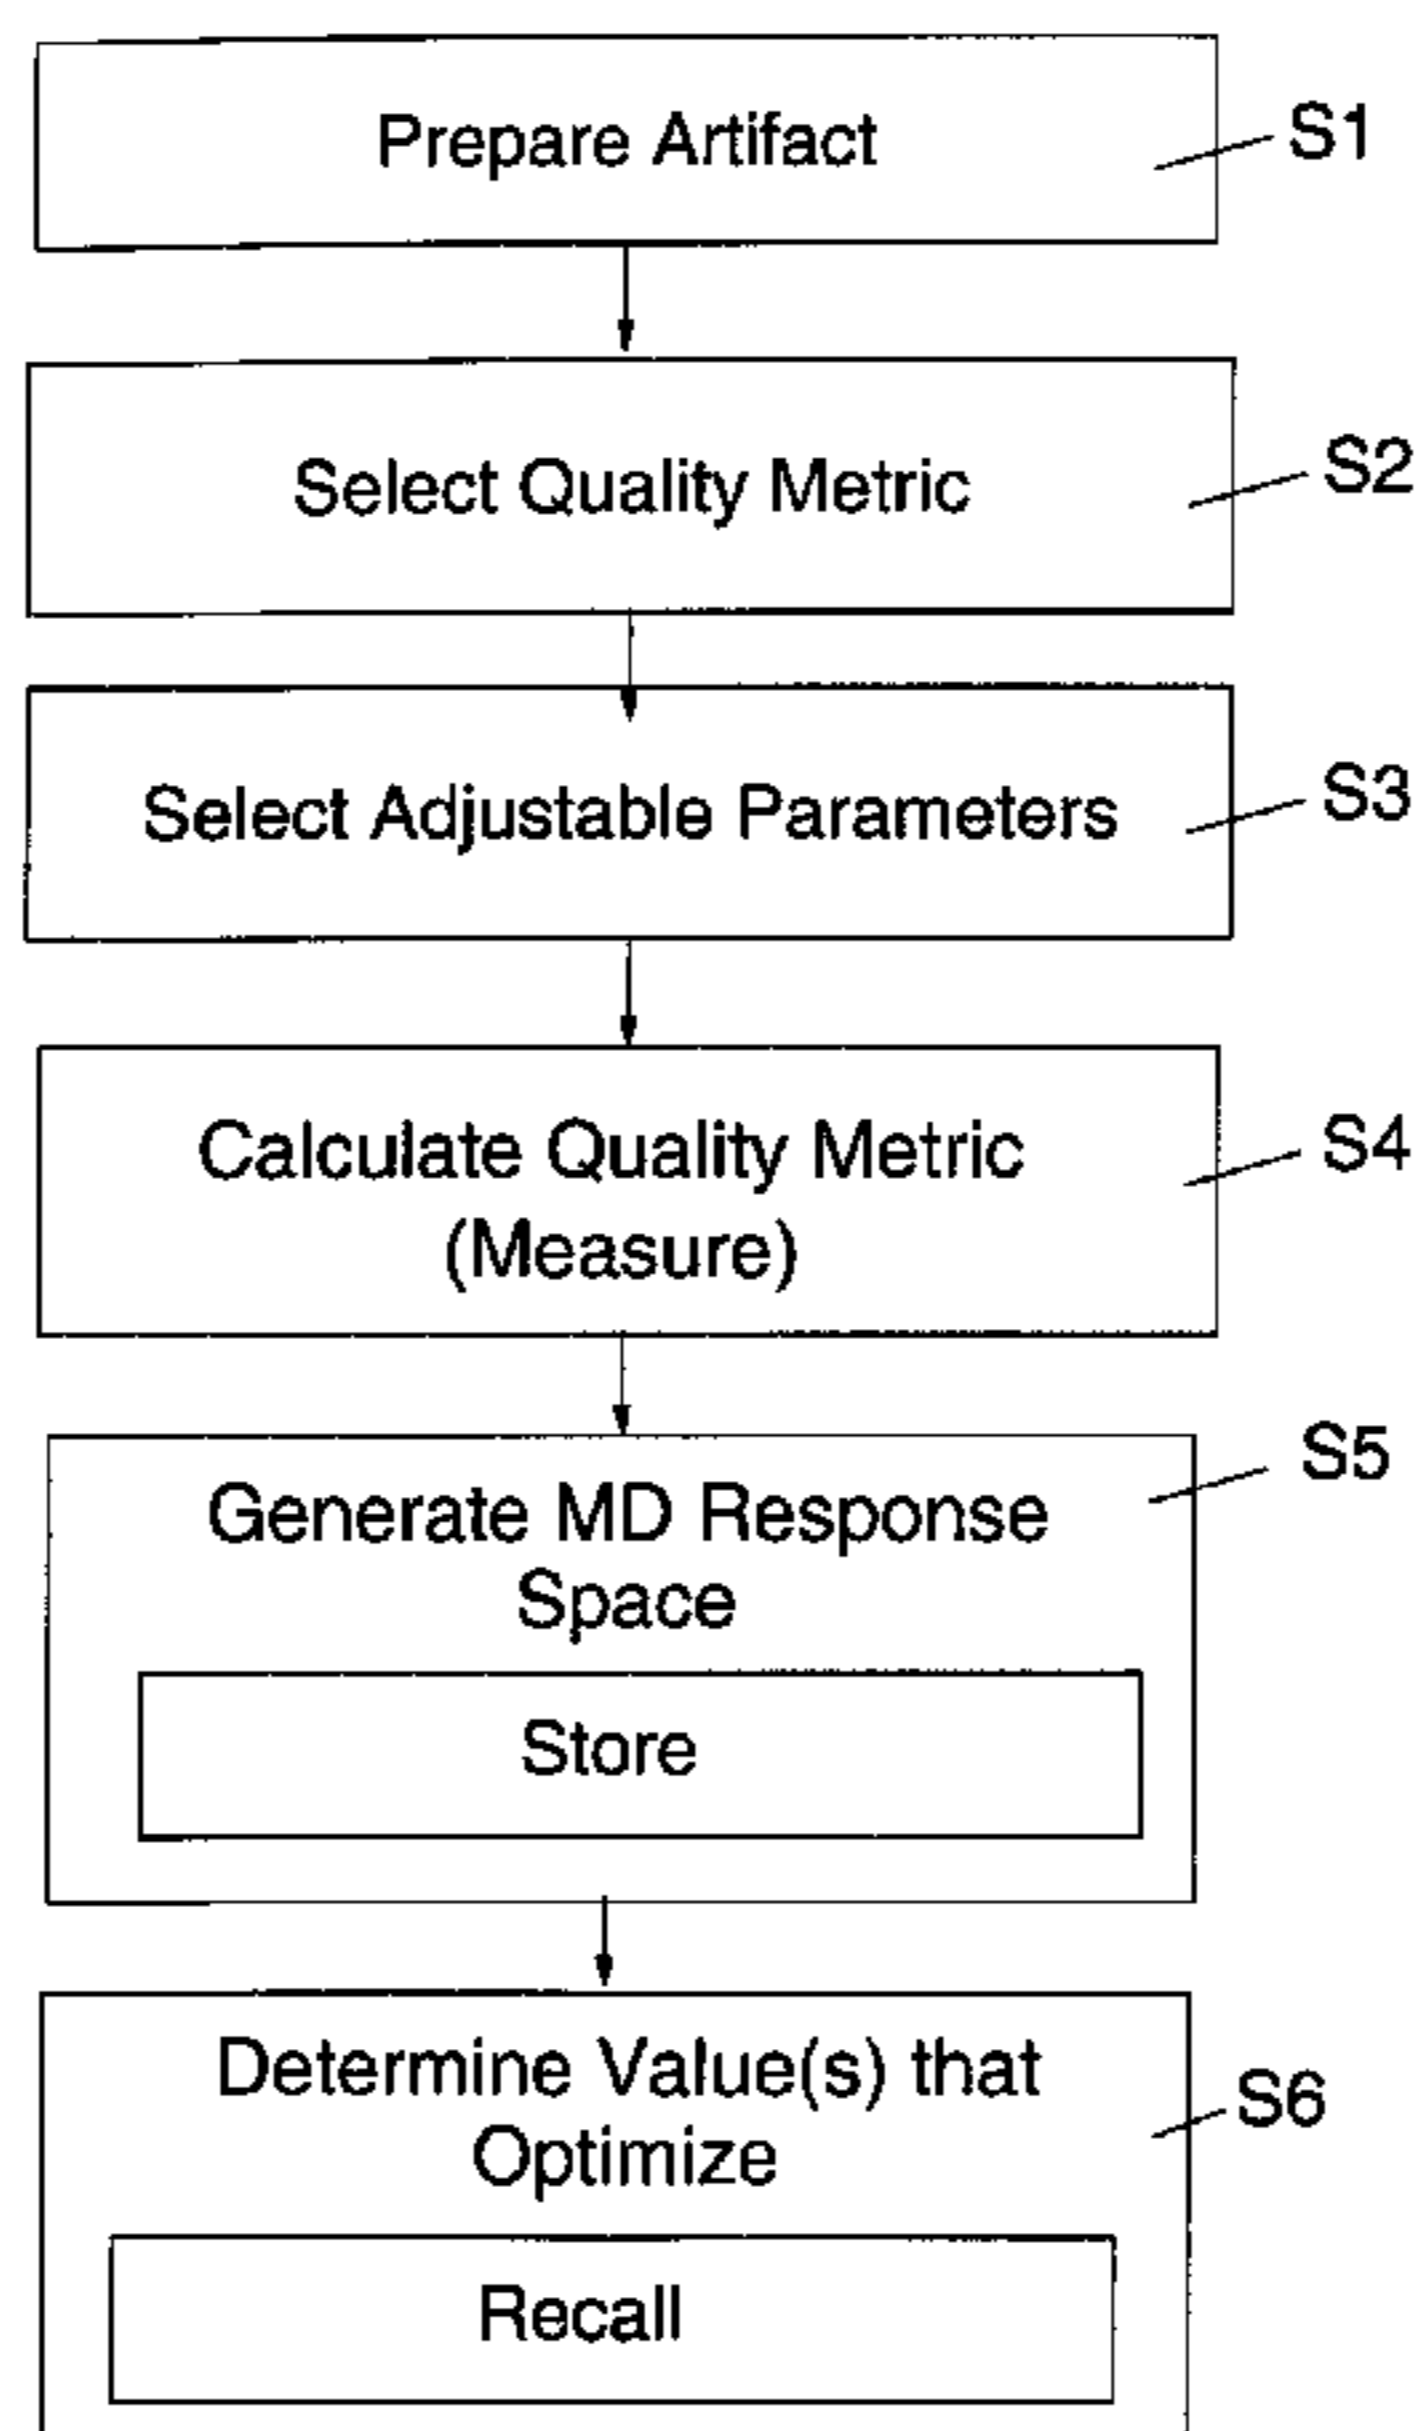 Prepare Artifact
S1
Select Quality Metric
S2
Select Adjustable Parameters
S3
Calculate Quality Metric
(Measure)
S4
Generate MD Response
Space
S5
Store
Determine Value(s) that
Optimize
S6
Recall